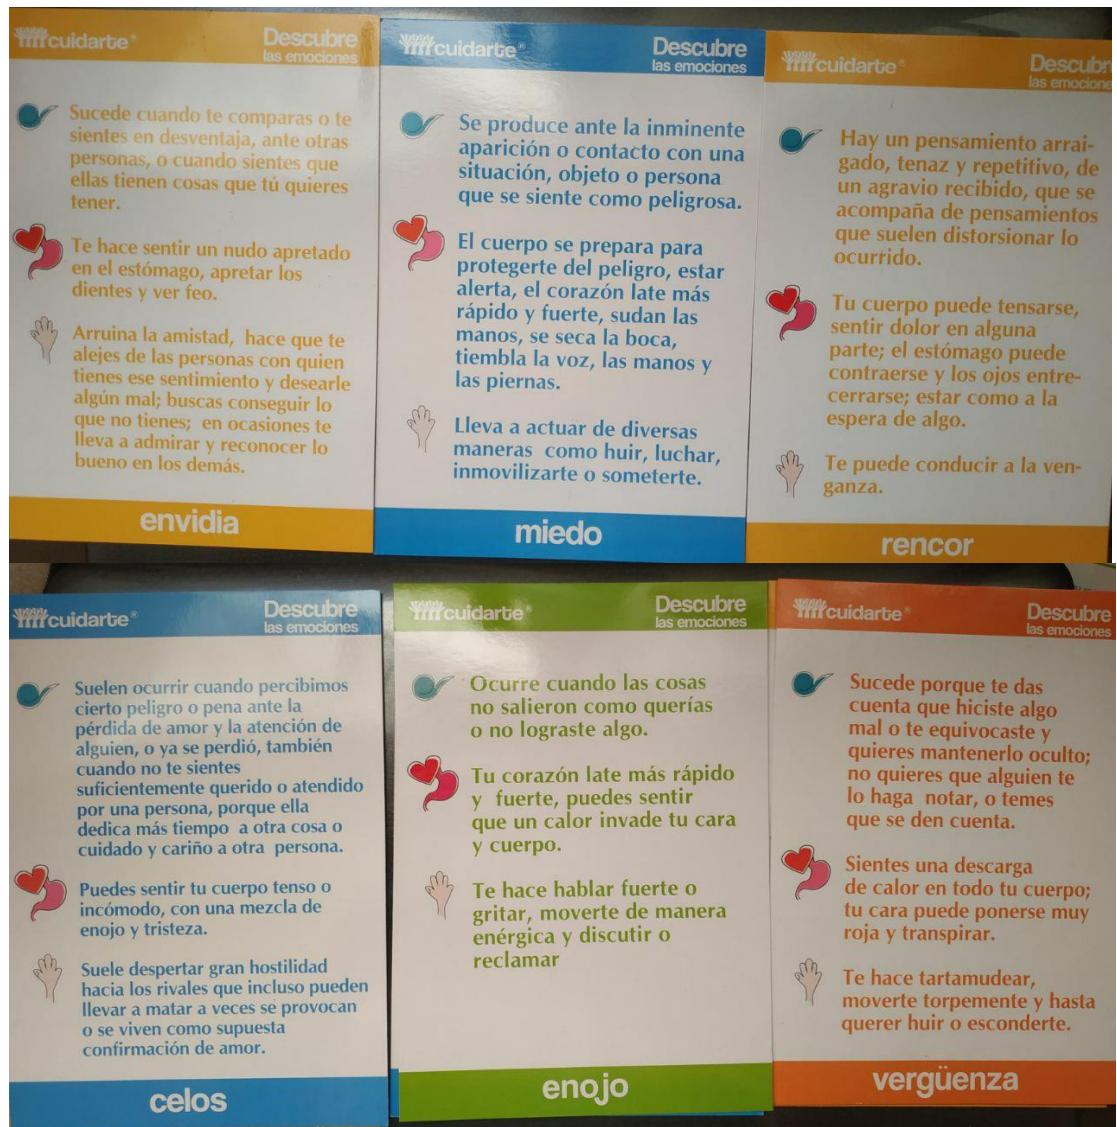 cuidarte®
Descubre
las emociones
Sucede cuando te comparas o te
sientes en desventaja, ante otras
personas, o cuando sientes que
ellas tienen cosas que tú quieres
tener.
Te hace sentir un nudo apretado
en el estómago, apretar los
dientes y ver feo.
Arruina la amistad, hace que te
alejes de las personas con quien
tienes ese sentimiento y desearle
algún mal; buscas conseguir lo
que no tienes; en ocasiones te
lleva a admirar y reconocer lo
bueno en los demás.
envidia
cuidarte®
Descubre
las emociones
Se produce ante la inminente
aparición o contacto con una
situación, objeto o persona
que se siente como peligrosa.
El cuerpo se prepara para
protegerte del peligro, estar
alerta, el corazón late más
rápido y fuerte, sudan las
manos, se seca la boca,
tiembla la voz, las manos y
las piernas.
Lleva a actuar de diversas
maneras como huir, luchar,
inmovilizarte o someterte.
miedo
cuidarte®
Descubre
las emociones
Hay un pensamiento arrai-
gado, tenaz y repetitivo, de
un agravio recibido, que se
acompaña de pensamientos
que suelen distorsionar lo
ocurrido.
Tu cuerpo puede tensarse,
sentir dolor en alguna
parte; el estómago puede
contraerse y los ojos entre-
cerrarse; estar como a la
espera de algo.
Te puede conducir a la ven-
ganza.
rencor
cuidarte®
Descubre
las emociones
Suelen ocurrir cuando percibimos
cierto peligro o pena ante la
pérdida de amor y la atención de
alguien, o ya se perdió, también
cuando no te sientes
suficientemente querido o atendido
por una persona, porque ella
dedica más tiempo a otra cosa o
cuidado y cariño a otra persona.
Puedes sentir tu cuerpo tenso o
incómodo, con una mezcla de
enojo y tristeza.
Suele despertar gran hostilidad
hacia los rivales que incluso pueden
llevar a matar a veces se provocan
o se viven como supuesta
confirmación de amor.
celos
cuidarte®
Descubre
las emociones
Ocurre cuando las cosas
no salieron como querías
o no lograste algo.
Tu corazón late más rápido
y fuerte, puedes sentir
que un calor invade tu cara
y cuerpo.
Te hace hablar fuerte o
gritar, moverte de manera
enérgica y discutir o
reclamar
enojo
cuidarte®
Descubre
las emociones
Sucede porque te das
cuenta que hiciste algo
mal o te equivocaste y
quieres mantenerlo oculto;
no quieres que alguien te
lo haga notar, o temes
que se den cuenta.
Sientes una descarga
de calor en todo tu cuerpo;
tu cara puede ponerse muy
roja y transpirar.
Te hace tartamudear,
moverte torpemente y hasta
querer huir o esconderte.
vergüenza